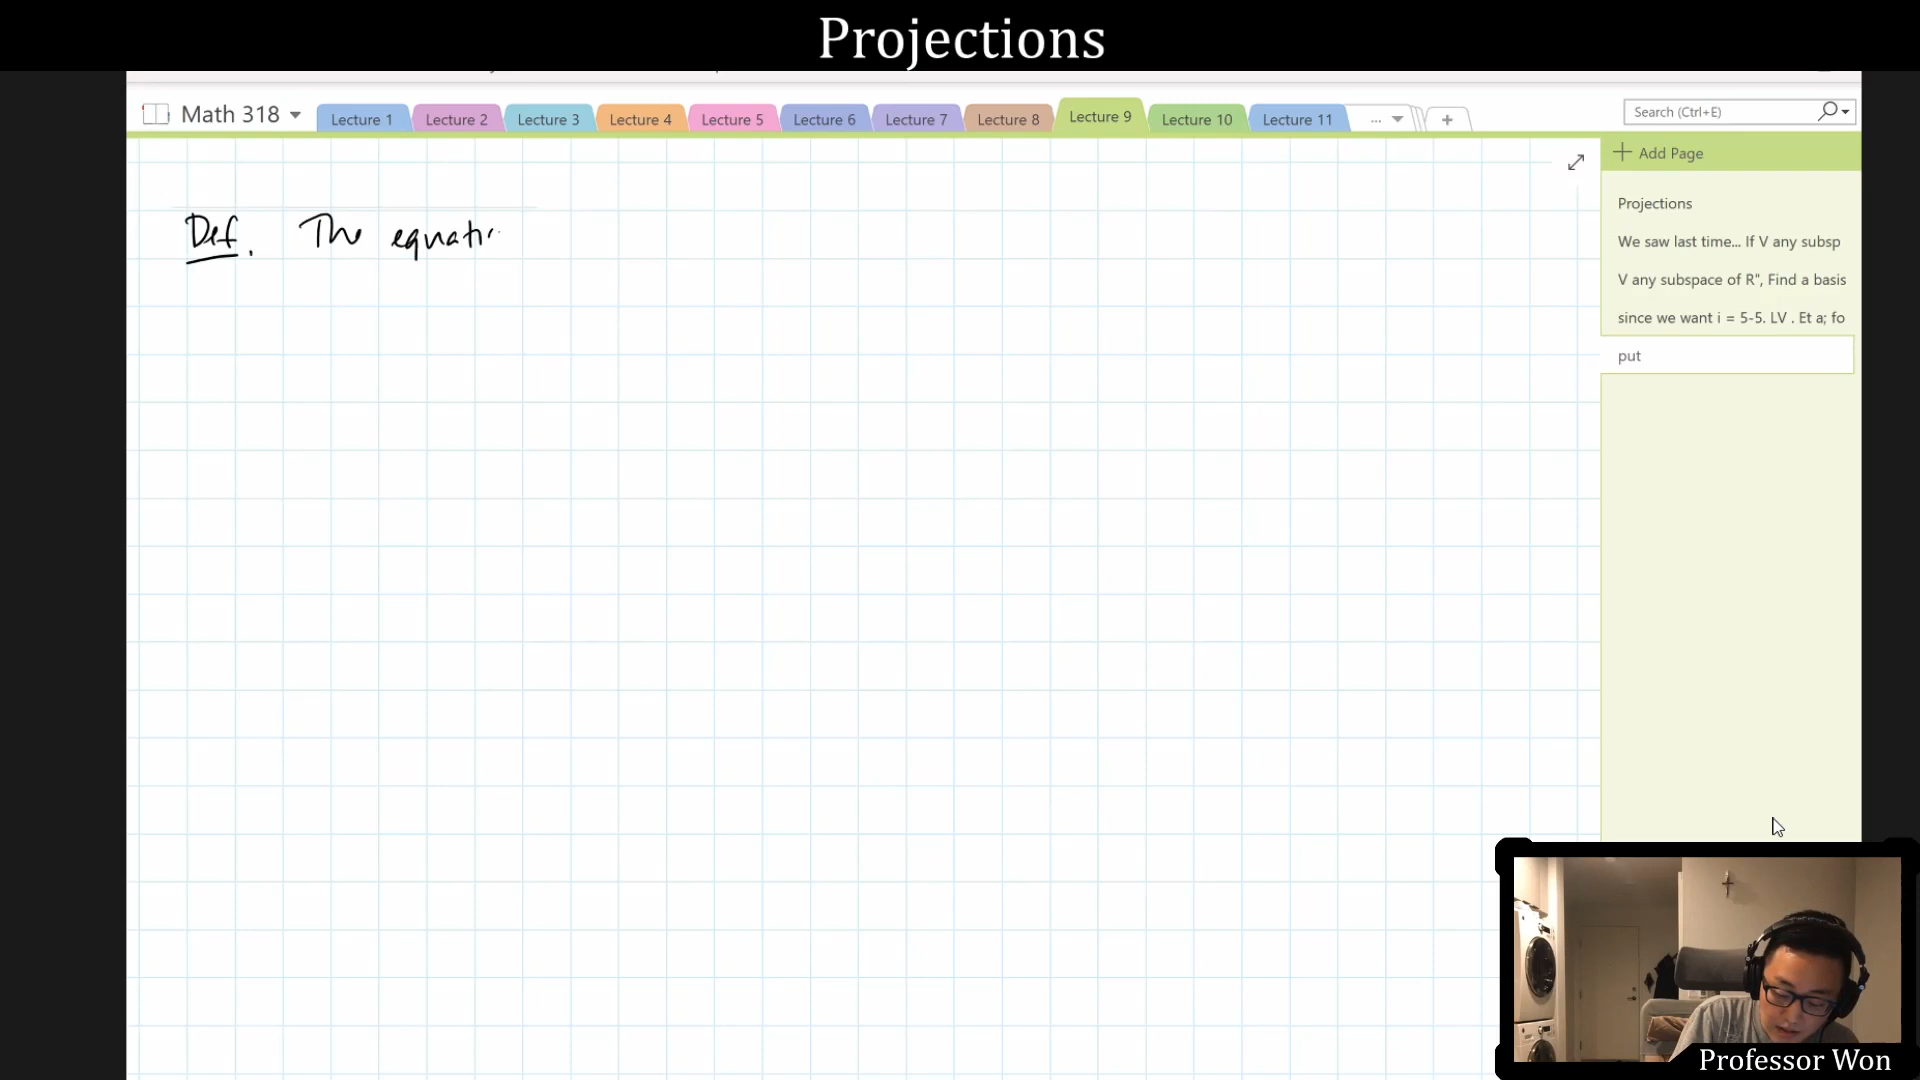 Projections
Math 318
Lecture 1
Lecture 2
Lecture 3
Lecture 4
Lecture 5
Lecture 6
Lecture 7
Lecture 8
Lecture 9
Lecture 10
Lecture 11
...
+
Search (Ctrl+E)
Add Page
Def. The equati
Projections
We saw last time... If V any subsp
V any subspace of R", Find a basis
since we want i = 5-5. LV . Et a; fo
put
Professor Won